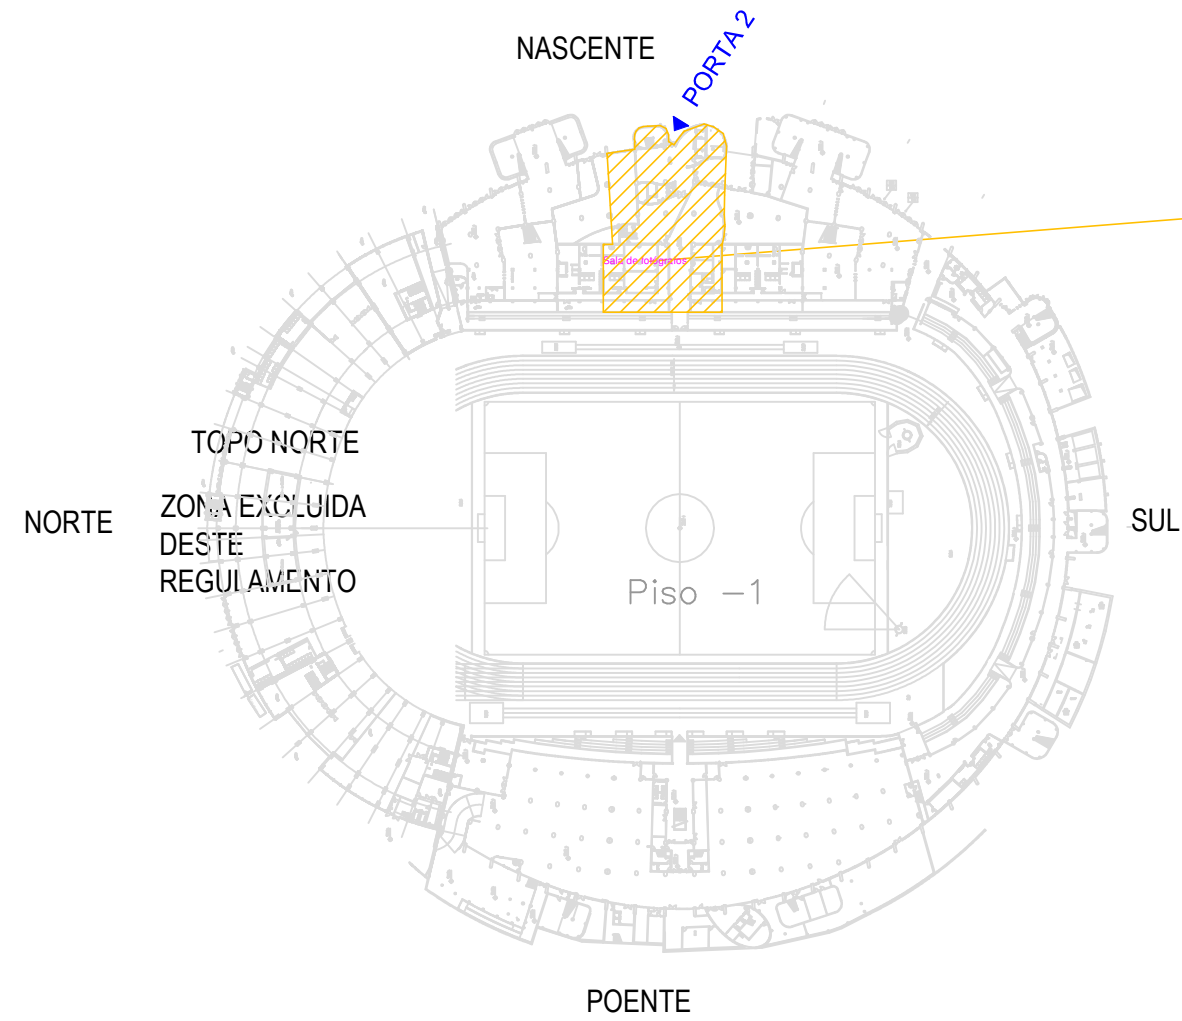 NASCENTE
PORTA 2
Sala de fotógrafos
TOPO NORTE
ZONA EXCLUIDA
DESTE
REGULAMENTO
NORTE
SUL
Piso -1
POENTE